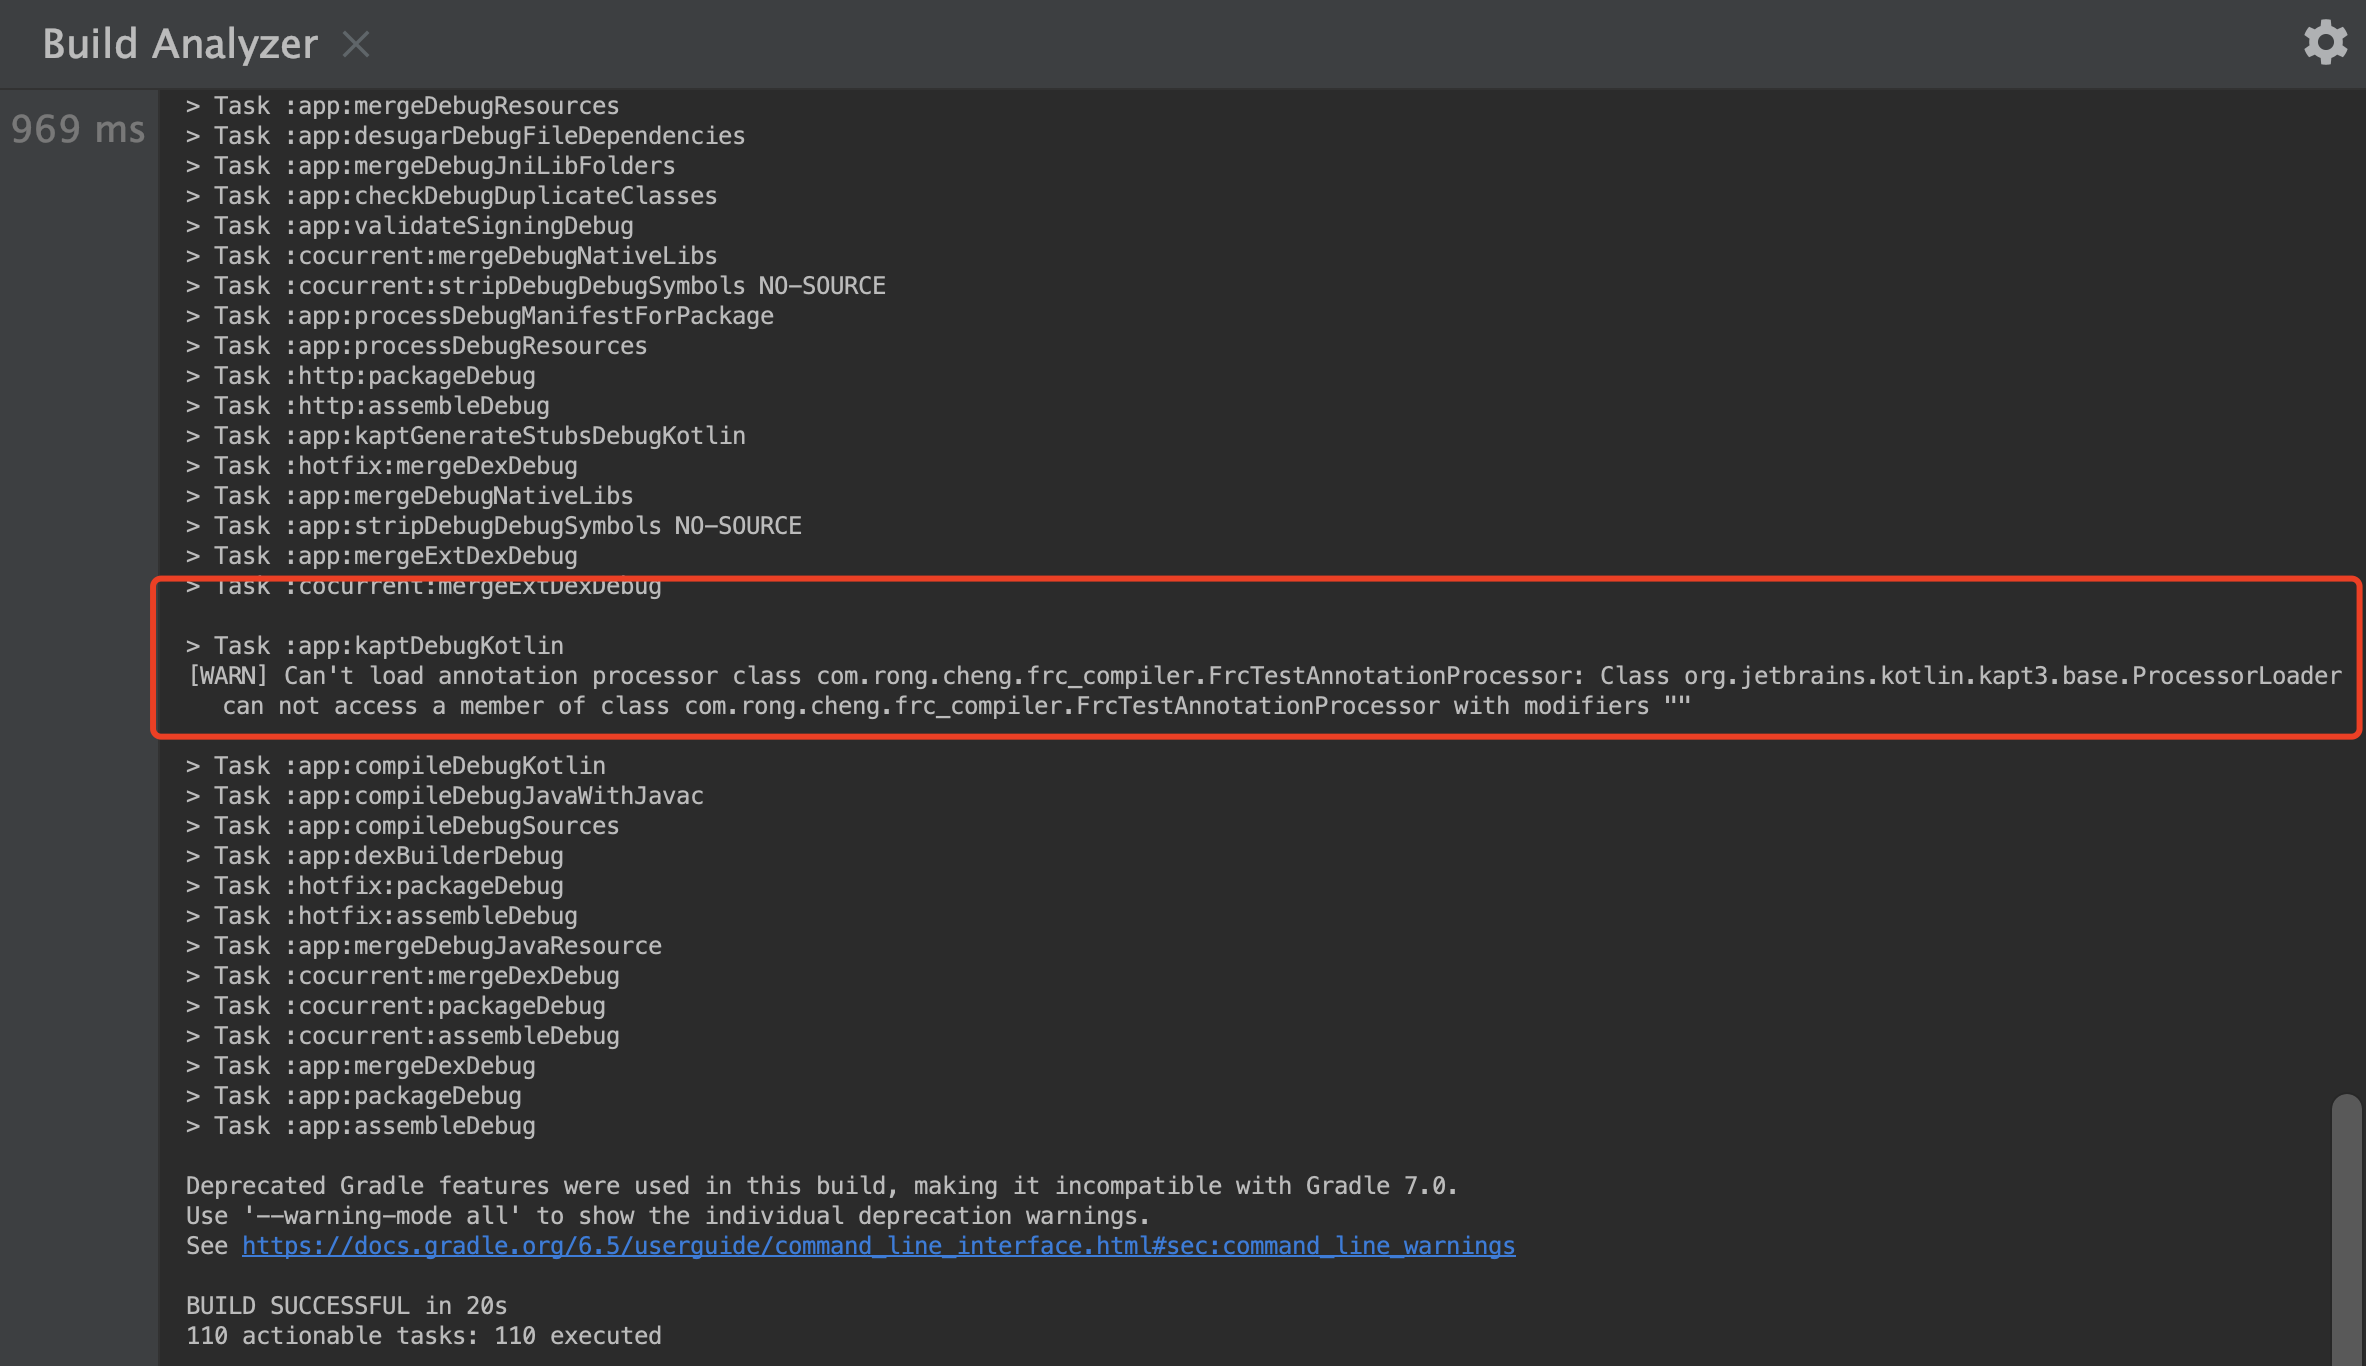 Build Analyzer
969 ms
> Task :app:mergeDebugResources
> Task :app:desugarDebugFileDependencies
> Task :app:mergeDebugJniLibFolders
> Task :app:checkDebugDuplicateClasses
> Task :app:validateSigningDebug
> Task :cocurrent:mergeDebugNativeLibs
> Task :cocurrent:stripDebugDebugSymbols NO-SOURCE
> Task :app:processDebugManifestForPackage
> Task :app:processDebugResources
> Task :http:packageDebug
> Task :http:assembleDebug
> Task :app:kaptGenerateStubsDebugKotlin
> Task :hotfix:mergeDexDebug
> Task :app:mergeDebugNativeLibs
> Task :app:stripDebugDebugSymbols NO-SOURCE
> Task :app:mergeExtDexDebug
> Task :cocurrent:mergeExtDexDebug
> Task :app:kaptDebugKotlin
[WARN] Can't load annotation processor class com.rong.cheng.frc_compiler.FrcTestAnnotationProcessor: Class org.jetbrains.kotlin.kapt3.base.ProcessorLoader
can not access a member of class com.rong.cheng.frc_compiler.FrcTestAnnotationProcessor with modifiers ""
> Task :app:compileDebugKotlin
> Task :app:compileDebugJavaWithJavac
> Task :app:compileDebugSources
> Task :app:dexBuilderDebug
> Task :hotfix:packageDebug
> Task :hotfix:assembleDebug
> Task :app:mergeDebugJavaResource
> Task :cocurrent:mergeDexDebug
> Task :cocurrent:packageDebug
> Task :cocurrent:assembleDebug
> Task :app:mergeDexDebug
> Task :app:packageDebug
> Task :app:assembleDebug
Deprecated Gradle features were used in this build, making it incompatible with Gradle 7.0.
Use '--warning-mode all' to show the individual deprecation warnings.
See https://docs.gradle.org/6.5/userguide/command_line_interface.html#sec:command_line_warnings
BUILD SUCCESSFUL in 20s
110 actionable tasks: 110 executed